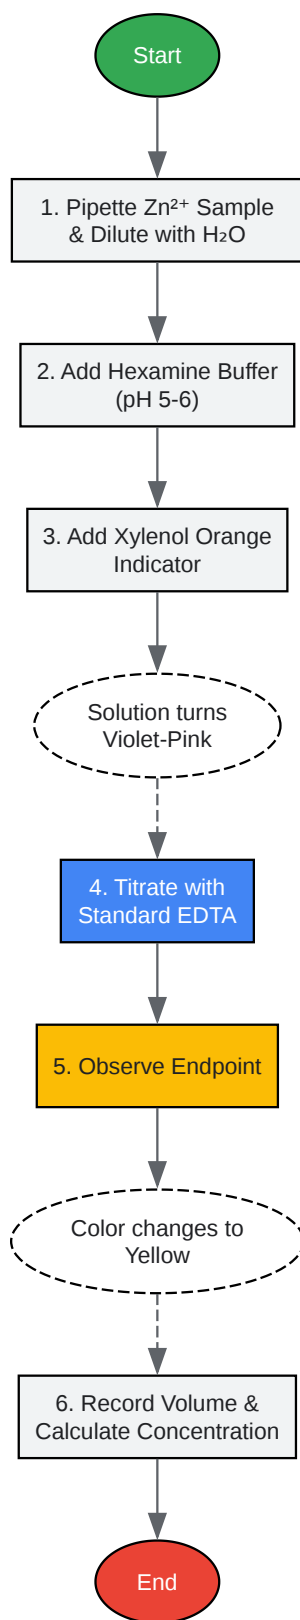 Start
1. Pipette Zn²⁺ Sample
& Dilute with H₂O
2. Add Hexamine Buffer
(pH 5-6)
3. Add Xylenol Orange
Indicator
Solution turns
Violet-Pink
4. Titrate with
Standard EDTA
5. Observe Endpoint
Color changes to
Yellow
6. Record Volume &
Calculate Concentration
End